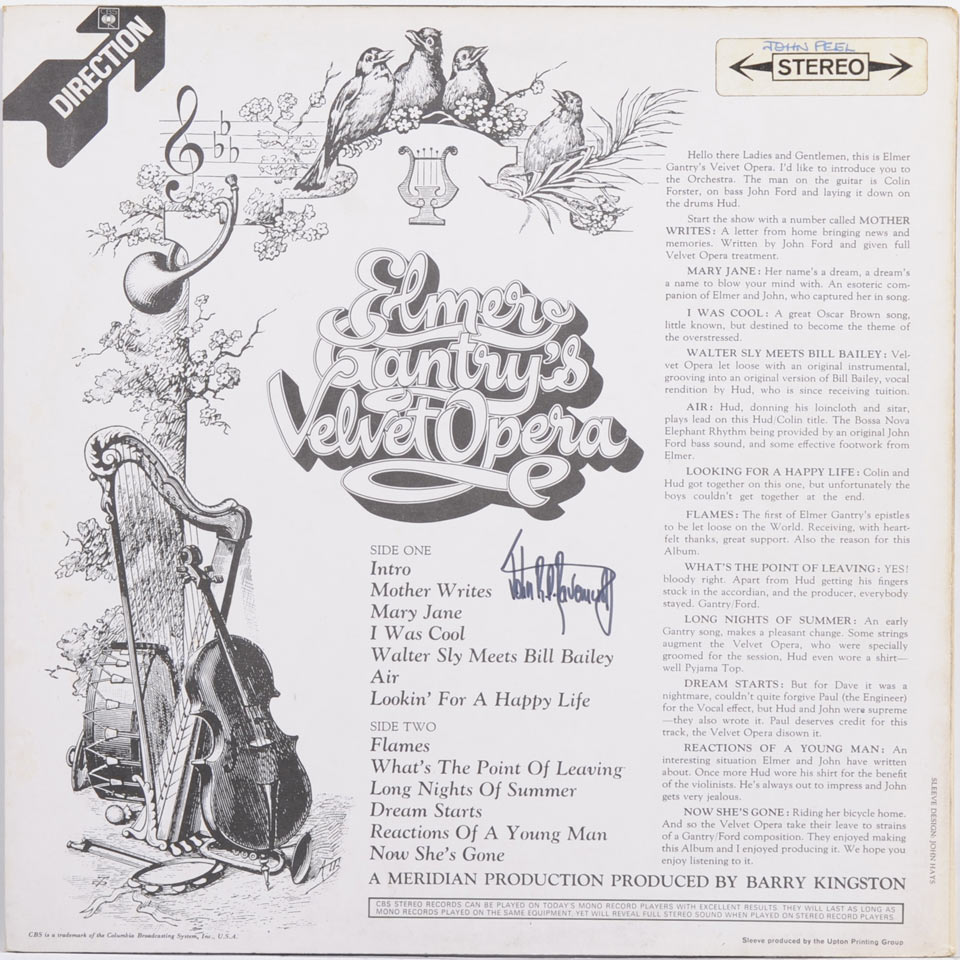 CBS
DIRECTION
JOHN PEEL
STEREO
Elmer
Gantry's
Velvet Opera
Hello there Ladies and Gentlemen, this is Elmer
Gantry's Velvet Opera. I'd like to introduce you to
the Orchestra. The man on the guitar is Colin
Forster, on bass John Ford and laying it down on
the drums Hud.
Start the show with a number called MOTHER
WRITES: A letter from home bringing news and
memories. Written by John Ford and given full
Velvet Opera treatment.
MARY JANE: Her name's a dream, a dream's
a name to blow your mind with. An esoteric com-
panion of Elmer and John, who captured her in song.
I WAS COOL: A great Oscar Brown song,
little known, but destined to become the theme of
the overstressed.
WALTER SLY MEETS BILL BAILEY: Vel-
vet Opera let loose with an original instrumental,
grooving into an original version of Bill Bailey, vocal
rendition by Hud, who is since receiving tuition.
AIR: Hud, donning his loincloth and sitar,
plays lead on this Hud/Colin title. The Bossa Nova
Elephant Rhythm being provided by an original John
Ford bass sound, and some effective footwork from
Elmer.
LOOKING FOR A HAPPY LIFE: Colin and
Hud got together on this one, but unfortunately the
boys couldn't get together at the end.
FLAMES: The first of Elmer Gantry's epistles
to be let loose on the World. Receiving, with heart-
felt thanks, great support. Also the reason for this
Album.
WHAT'S THE POINT OF LEAVING: YES!
bloody right. Apart from Hud getting his fingers
stuck in the accordian, and the producer, everybody
stayed. Gantry/Ford.
LONG NIGHTS OF SUMMER: An early
Gantry song, makes a pleasant change. Some strings
augment the Velvet Opera, who were specially
groomed for the session, Hud even wore a shirt—
well Pyjama Top.
DREAM STARTS: But for Dave it was a
nightmare, couldn't quite forgive Paul (the Engineer)
for the Vocal effect, but Hud and John were supreme
—they also wrote it. Paul deserves credit for this
track, the Velvet Opera disown it.
REACTIONS OF A YOUNG MAN: An
interesting situation Elmer and John have written
about. Once more Hud wore his shirt for the benefit
of the violinists. He's always out to impress and John
gets very jealous.
NOW SHE'S GONE: Riding her bicycle home.
And so the Velvet Opera take their leave to strains
of a Gantry/Ford composition. They enjoyed making
this Album and I enjoyed producing it. We hope you
enjoy listening to it.
SIDE ONE
Intro
Mother Writes
Mary Jane
I Was Cool
Walter Sly Meets Bill Bailey
Air
Lookin' For A Happy Life
SIDE TWO
Flames
What's The Point Of Leaving
Long Nights Of Summer
Dream Starts
Reactions Of A Young Man
Now She's Gone
SLEEVE DESIGN: JOHN HAYS
A MERIDIAN PRODUCTION PRODUCED BY BARRY KINGSTON
CBS STEREO RECORDS CAN BE PLAYED ON TODAY'S MONO RECORD PLAYERS WITH EXCELLENT RESULTS. THEY WILL LAST AS LONG AS
MONO RECORDS PLAYED ON THE SAME EQUIPMENT, YET WILL REVEAL FULL STEREO SOUND WHEN PLAYED ON STEREO RECORD PLAYERS.
CBS is a trademark of the Columbia Broadcasting System, Inc., U.S.A.
Sleeve produced by the Upton Printing Group